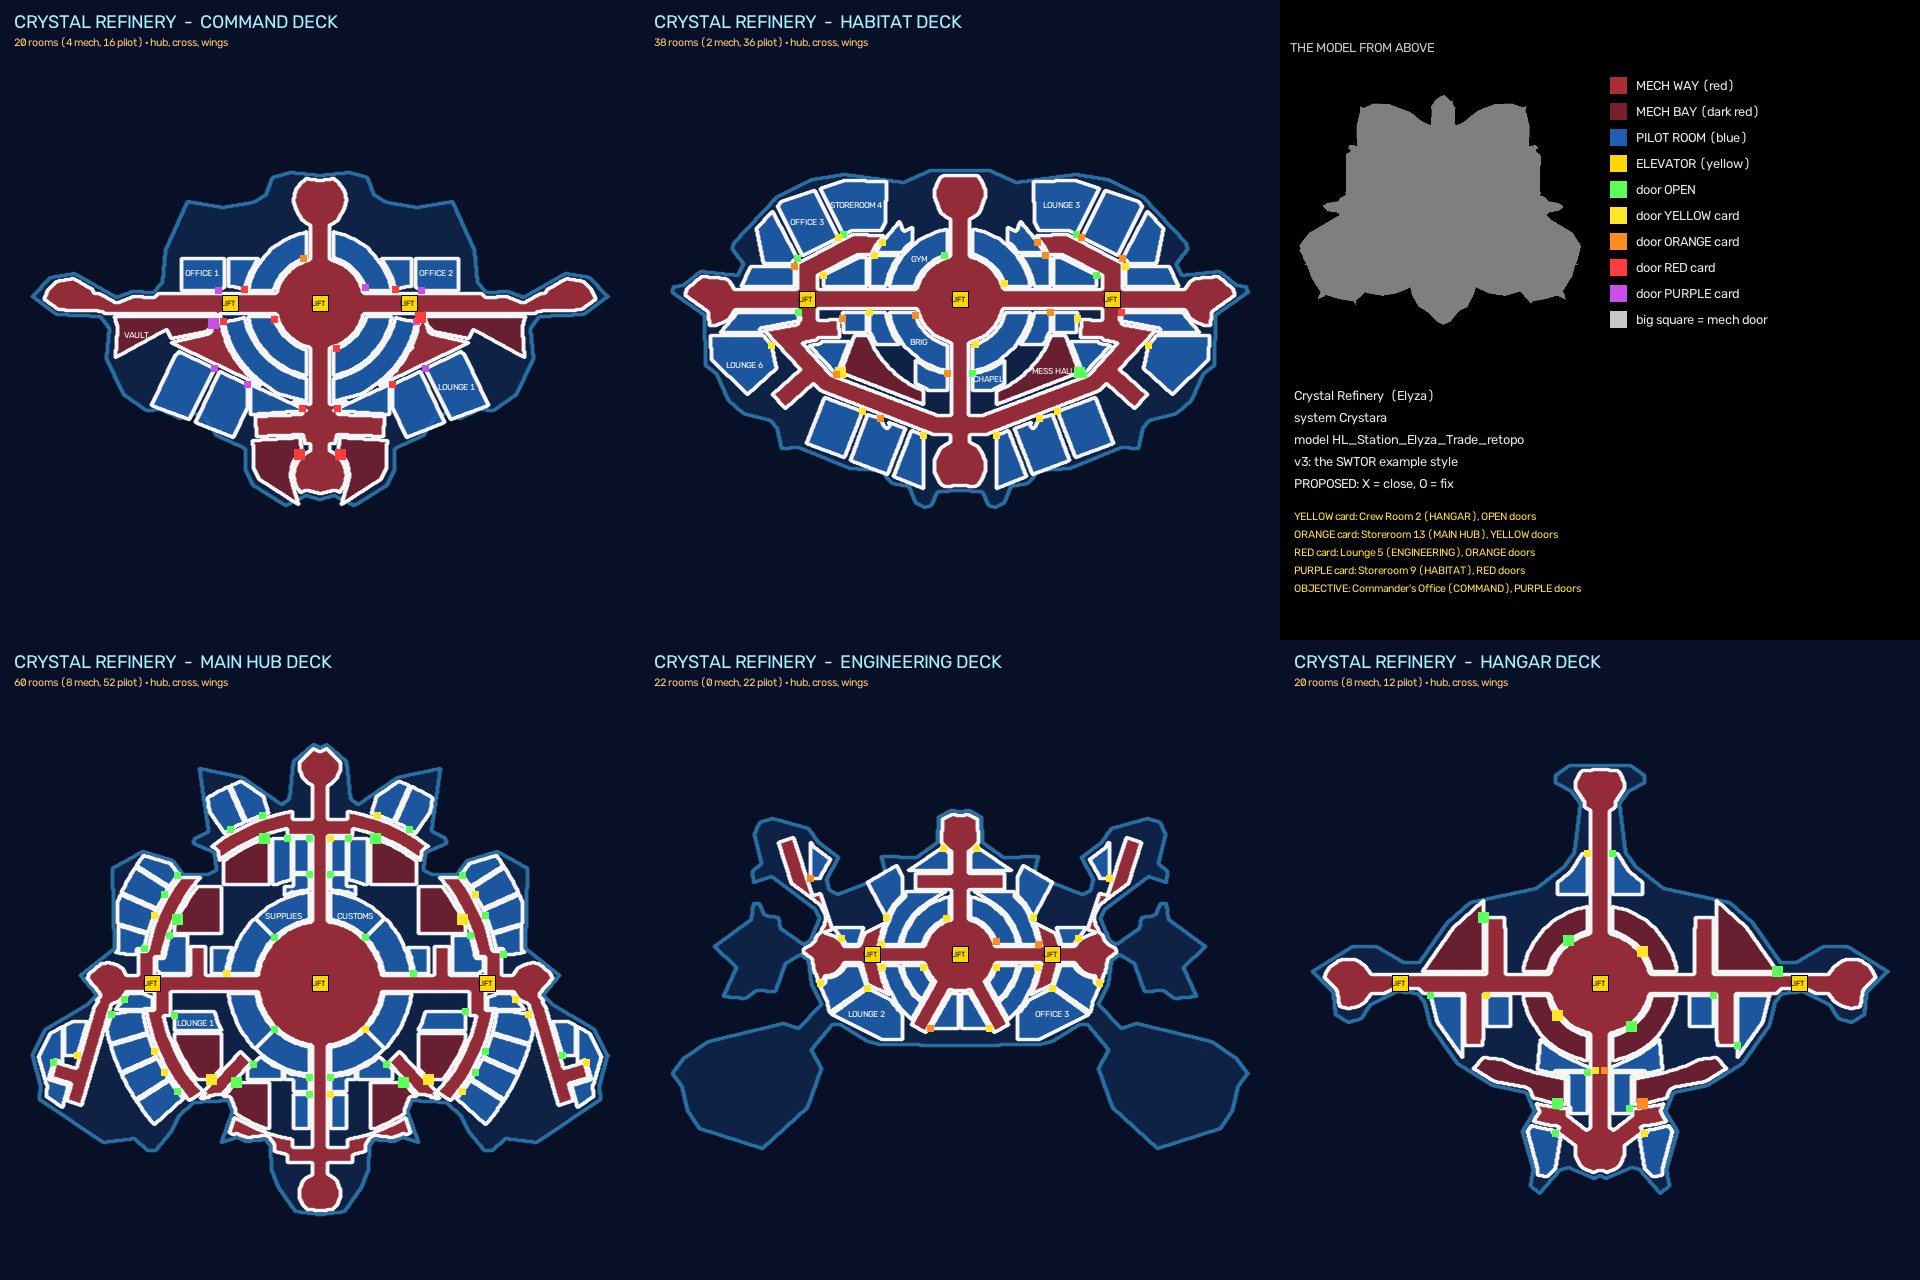 CRYSTAL REFINERY - COMMAND DECK
20 rooms (4 mech, 16 pilot) • hub, cross, wings
OFFICE 1
OFFICE 2
LIFT
LIFT
LIFT
VAULT
LOUNGE 1
CRYSTAL REFINERY - HABITAT DECK
38 rooms (2 mech, 36 pilot) • hub, cross, wings
STOREROOM 4
LOUNGE 3
OFFICE 3
GYM
LIFT
LIFT
LIFT
BRIG
LOUNGE 6
MESS HALL
CHAPEL
THE MODEL FROM ABOVE
MECH WAY (red)
MECH BAY (dark red)
PILOT ROOM (blue)
ELEVATOR (yellow)
door OPEN
door YELLOW card
door ORANGE card
door RED card
door PURPLE card
big square = mech door
Crystal Refinery (Elyza)
system Crystara
model HL_Station_Elyza_Trade_retopo
v3: the SWTOR example style
PROPOSED: X = close, O = fix
YELLOW card: Crew Room 2 (HANGAR), OPEN doors
ORANGE card: Storeroom 13 (MAIN HUB), YELLOW doors
RED card: Lounge 5 (ENGINEERING), ORANGE doors
PURPLE card: Storeroom 9 (HABITAT), RED doors
OBJECTIVE: Commander's Office (COMMAND), PURPLE doors
CRYSTAL REFINERY - MAIN HUB DECK
60 rooms (8 mech, 52 pilot) • hub, cross, wings
SUPPLIES
CUSTOMS
LIFT
LIFT
LIFT
LOUNGE 1
CRYSTAL REFINERY - ENGINEERING DECK
22 rooms (0 mech, 22 pilot) • hub, cross, wings
LIFT
LIFT
LIFT
LOUNGE 2
OFFICE 3
CRYSTAL REFINERY - HANGAR DECK
20 rooms (8 mech, 12 pilot) • hub, cross, wings
LIFT
LIFT
LIFT